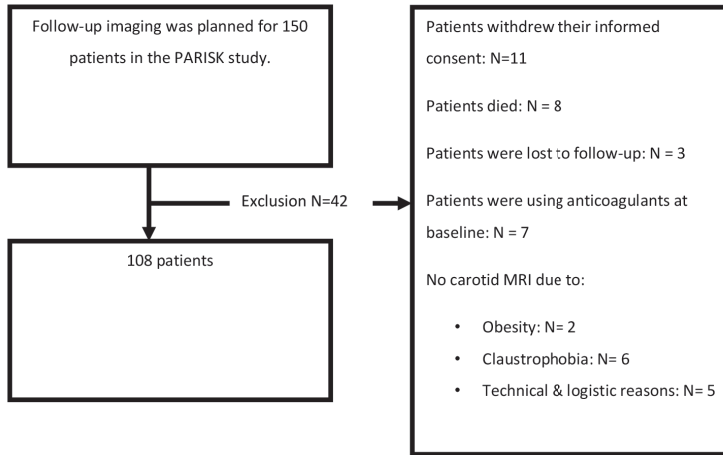 Follow-up imaging was planned for 150
patients in the PARISK study.
Exclusion N=42
108 patients
Patients withdrew their informed
consent: N=11
Patients died: N = 8
Patients were lost to follow-up: N = 3
Patients were using anticoagulants at
baseline: N = 7
No carotid MRI due to:
• Obesity: N= 2
• Claustrophobia: N= 6
• Technical & logistic reasons: N= 5